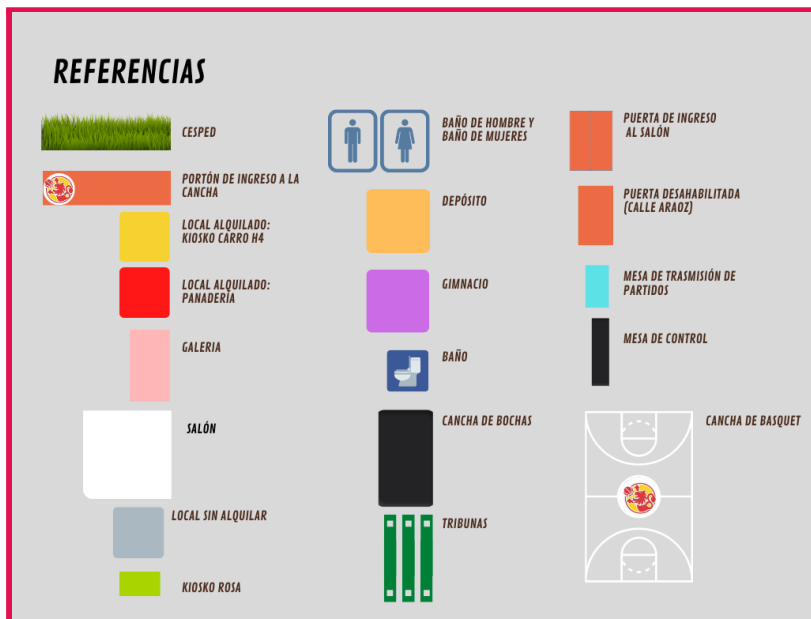 REFERENCIAS
CESPED
PORTÓN DE INGRESO A LA
CANCHA
LOCAL ALQUILADO:
KIOSKO CARRO H4
LOCAL ALQUILADO:
PANADERÍA
GALERIA
SALÓN
LOCAL SIN ALQUILAR
KIOSKO ROSA
BAÑO DE HOMBRE Y
BAÑO DE MUJERES
DEPÓSITO
GIMNACIO
BAÑO
CANCHA DE BOCHAS
TRIBUNAS
PUERTA DE INGRESO
AL SALÓN
PUERTA DESAHABILITADA
(CALLE ARAOZ)
MESA DE TRASMISIÓN DE
PARTIDOS
MESA DE CONTROL
CANCHA DE BASQUET